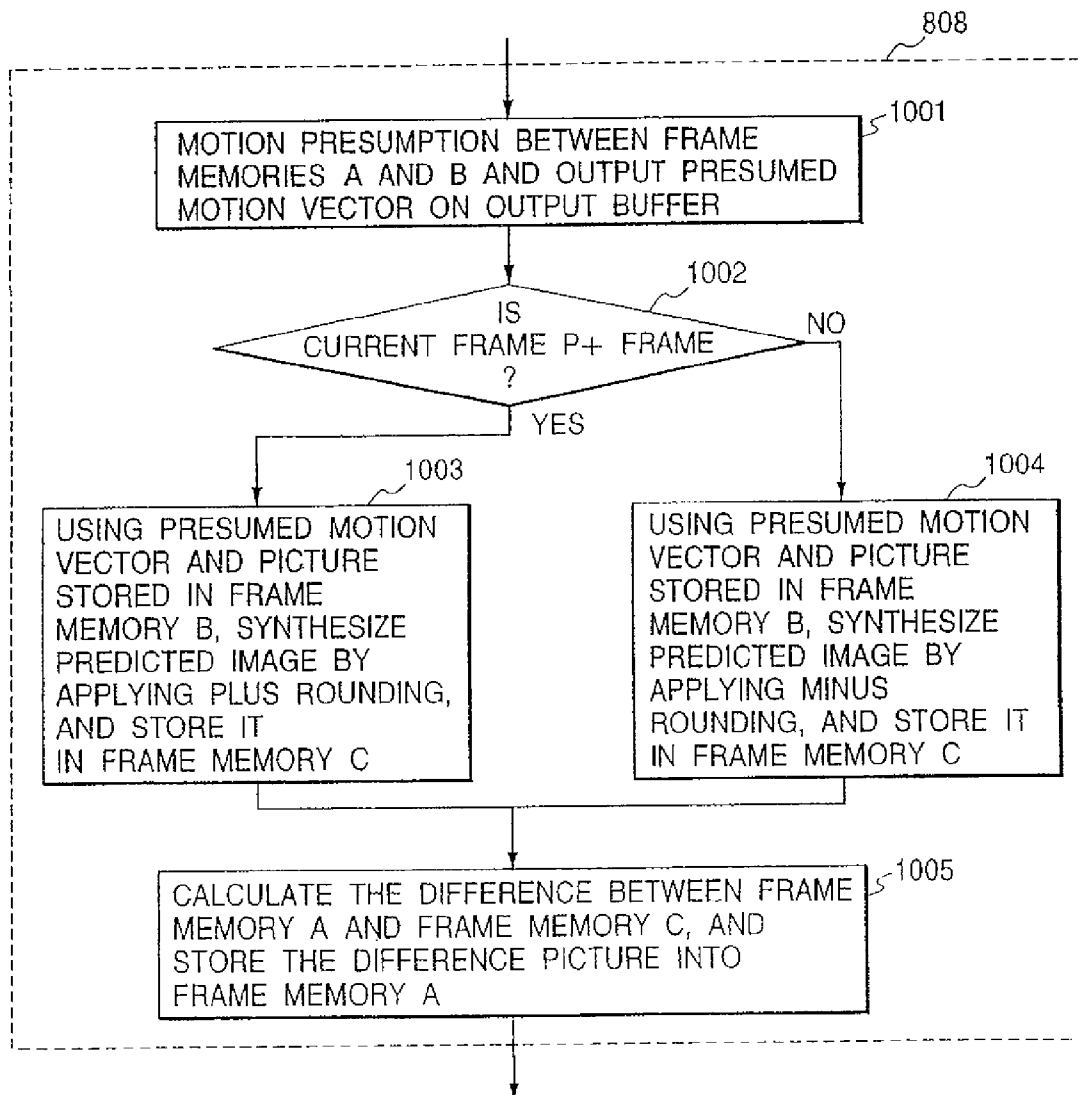 808
1001
MOTION PRESUMPTION BETWEEN FRAME
MEMORIES A AND B AND OUTPUT PRESUMED
MOTION VECTOR ON OUTPUT BUFFER
1002
IS
CURRENT FRAME P+ FRAME
?
NO
YES
1003
USING PRESUMED MOTION
VECTOR AND PICTURE
STORED IN FRAME
MEMORY B, SYNTHESIZE
PREDICTED IMAGE BY
APPLYING PLUS ROUNDING,
AND STORE IT
IN FRAME MEMORY C
1004
USING PRESUMED MOTION
VECTOR AND PICTURE
STORED IN FRAME
MEMORY B, SYNTHESIZE
PREDICTED IMAGE BY
APPLYING MINUS
ROUNDING, AND STORE IT
IN FRAME MEMORY C
1005
CALCULATE THE DIFFERENCE BETWEEN FRAME
MEMORY A AND FRAME MEMORY C, AND
STORE THE DIFFERENCE PICTURE INTO
FRAME MEMORY A